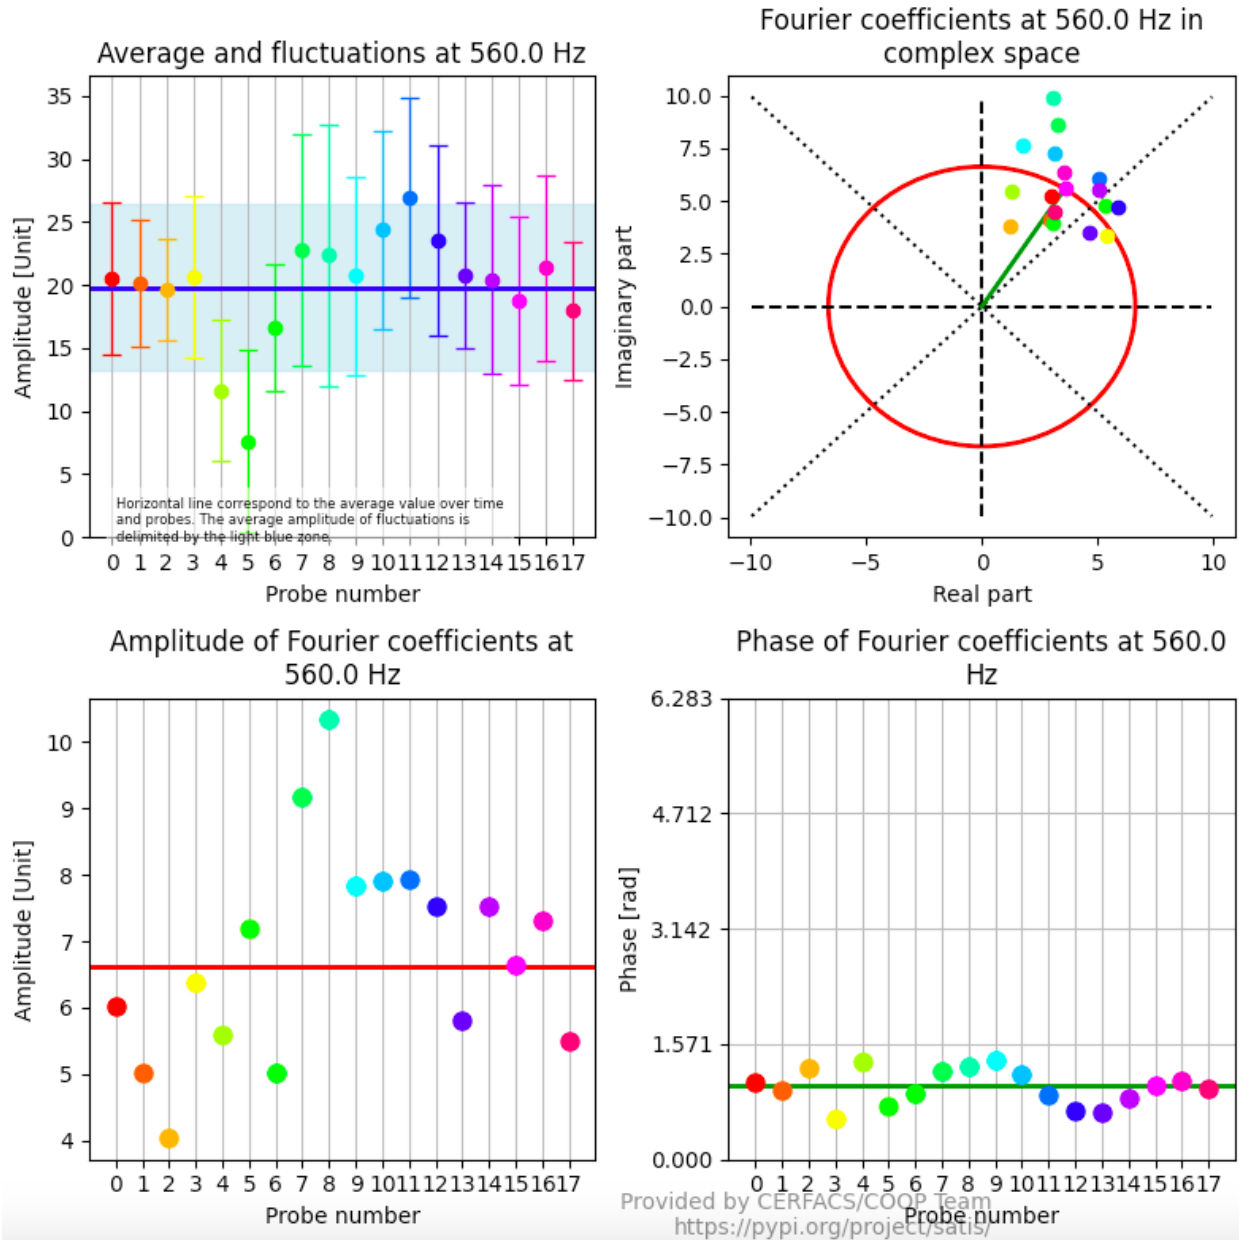 Average and fluctuations at 560.0 Hz
35
30
25
20
15
10
5
0
Amplitude [Unit]
Horizontal line correspond to the average value over time
and probes. The average amplitude of fluctuations is
delimited by the light blue zone.
0 1 2 3 4 5 6 7 8 9 10 11 12 13 14 15 16 17
Probe number
Fourier coefficients at 560.0 Hz in
complex space
10.0
7.5
5.0
2.5
0.0
−2.5
−5.0
−7.5
−10.0
Imaginary part
−10 −5 0 5 10
Real part
Amplitude of Fourier coefficients at
560.0 Hz
10
9
8
7
6
5
4
Amplitude [Unit]
0 1 2 3 4 5 6 7 8 9 10 11 12 13 14 15 16 17
Probe number
Phase of Fourier coefficients at 560.0
Hz
6.283
4.712
3.142
1.571
0.000
Phase [rad]
0 1 2 3 4 5 6 7 8 9 10 11 12 13 14 15 16 17
Probe number
Provided by CERFACS/COOP Team
https://pypi.org/project/satis/